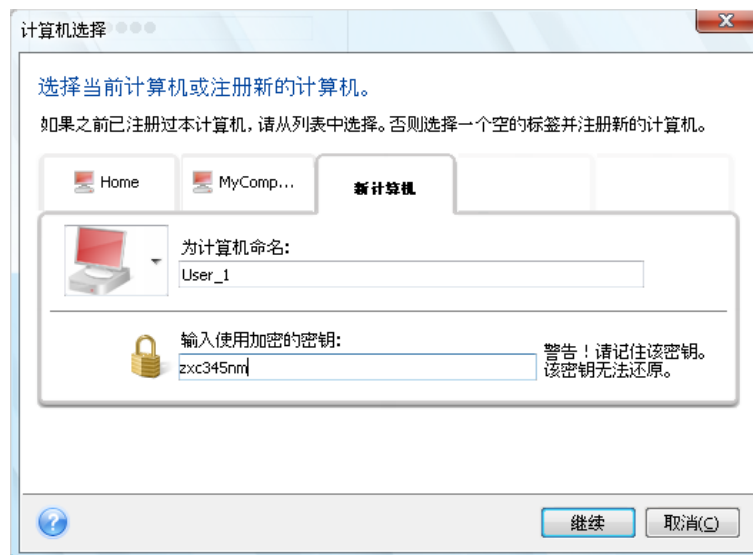 计算机选择
选择当前计算机或注册新的计算机。
如果之前已注册过本计算机，请从列表中选择。否则选择一个空的标签并注册新的计算机。
Home
MyComp...
新计算机
为计算机命名:
User_1
输入使用加密的密钥:
zxc345nm
警告！请记住该密钥。
该密钥无法还原。
?
继续
取消(C)